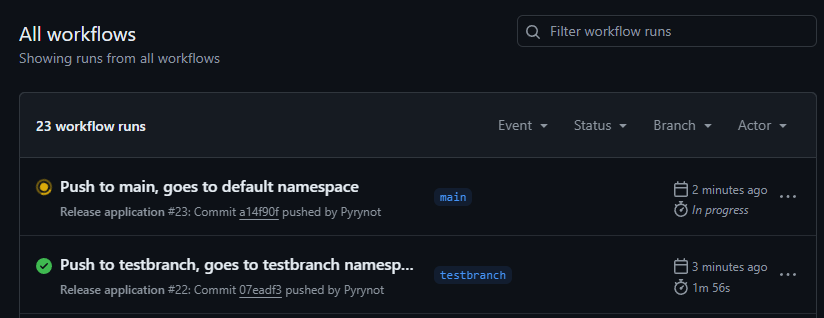 All workflows
Filter workflow runs
Showing runs from all workflows
23 workflow runs
Event
Status
Branch
Actor
Push to main, goes to default namespace
main
2 minutes ago
Release application #23: Commit a14f90f pushed by Pyrynot
In progress
Push to testbranch, goes to testbranch namesp...
testbranch
3 minutes ago
Release application #22: Commit 07eadf3 pushed by Pyrynot
1m 56s